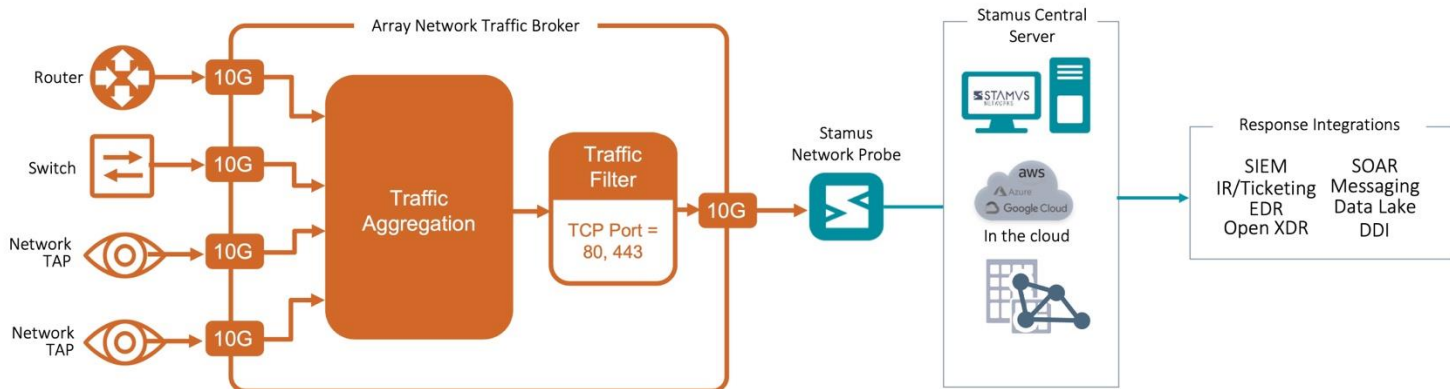 Array Network Traffic Broker
Router
10G
Switch
10G
Network
TAP
10G
Network
TAP
10G
Traffic
Aggregation
Traffic
Filter
TCP Port =
80, 443
10G
Stamus
Network Probe
Stamus Central
Server
STAMVS
NETWORKS
aws
Azure
Google Cloud
In the cloud
Response Integrations
SIEM
IR/Ticketing
EDR
Open XDR
SOAR
Messaging
Data Lake
DDI